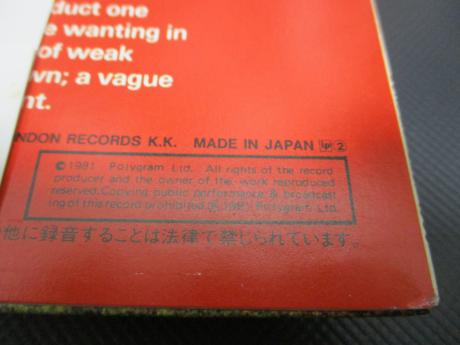 duct one
e wanting in
of weak
wn; a vague
nt.
NDON RECORDS K.K. MADE IN JAPAN ②
©1981 Polygram Ltd. All rights of the record
producer and the owner of the work reproduced
reserved. Copying public performance & broadcast
ing of this record prohibited. ℗ 1981 Polygram Ltd.
他に録音することは法律で禁じられています。